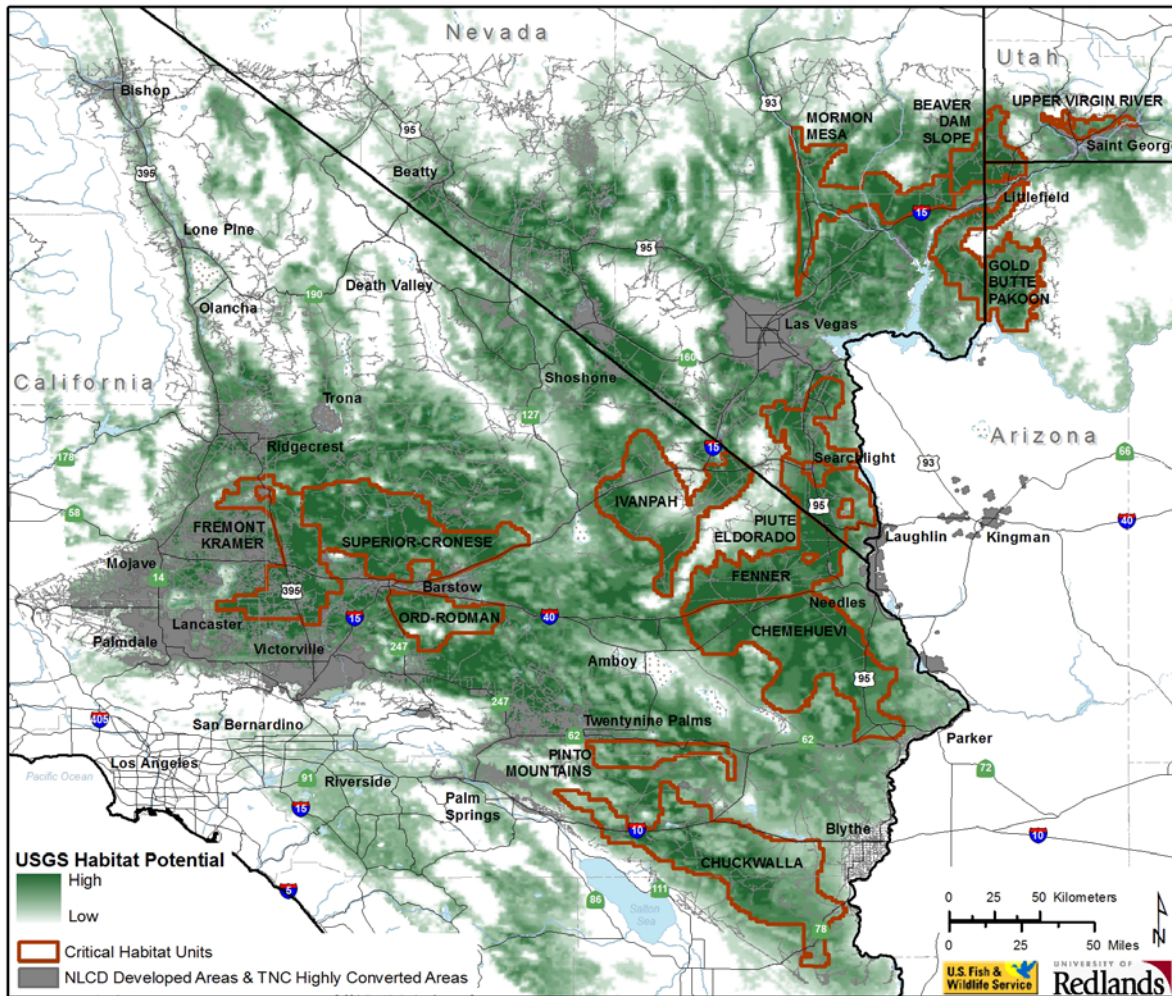 Nevada
Utah
Bishop
93
MORMON
MESA
BEAVER
DAM
SLOPE
UPPER VIRGIN RIVER
Saint George
95
395
Beatty
Littlefield
15
Lone Pine
95
GOLD
BUTTE
PAKOON
Death Valley
190
Olancha
Las Vegas
160
California
Shoshone
Trona
127
Arizona
Ridgecrest
178
15
Searchlight
93
66
58
FREMONT
KRAMER
IVANPAH
95
SUPERIOR-CRONESE
PIUTE
ELDORADO
40
Laughlin
Kingman
Mojave
14
FENNER
395
Barstow
Needles
Lancaster
15
ORD-RODMAN
40
CHEMEHUEVI
Palmdale
Victorville
247
Amboy
95
247
405
San Bernardino
Twentynine Palms
62
62
Parker
Los Angeles
PINTO
MOUNTAINS
72
Pacific Ocean
91
Riverside
15
Palm
Springs
10
Blythe
10
USGS Habitat Potential
CHUCKWALLA
High
5
111
86
Salton
Sea
Low
78
0 25 50 Kilometers
0 25 50 Miles
N
Critical Habitat Units
NLCD Developed Areas & TNC Highly Converted Areas
U.S. Fish &
Wildlife Service
UNIVERSITY OF
Redlands